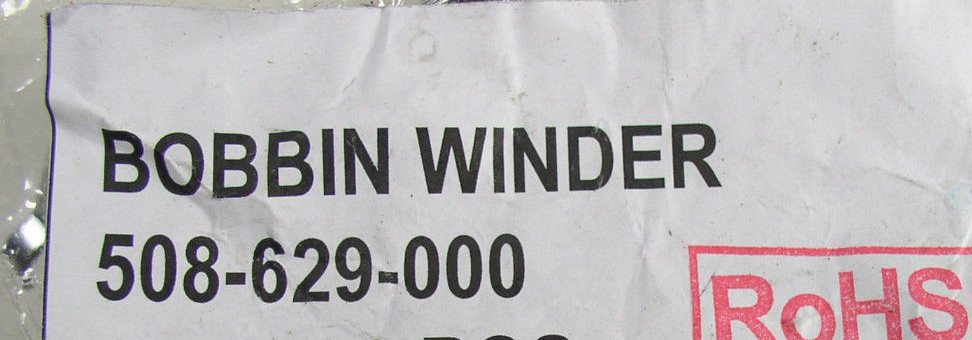 BOBBIN WINDER
508-629-000
RoHS